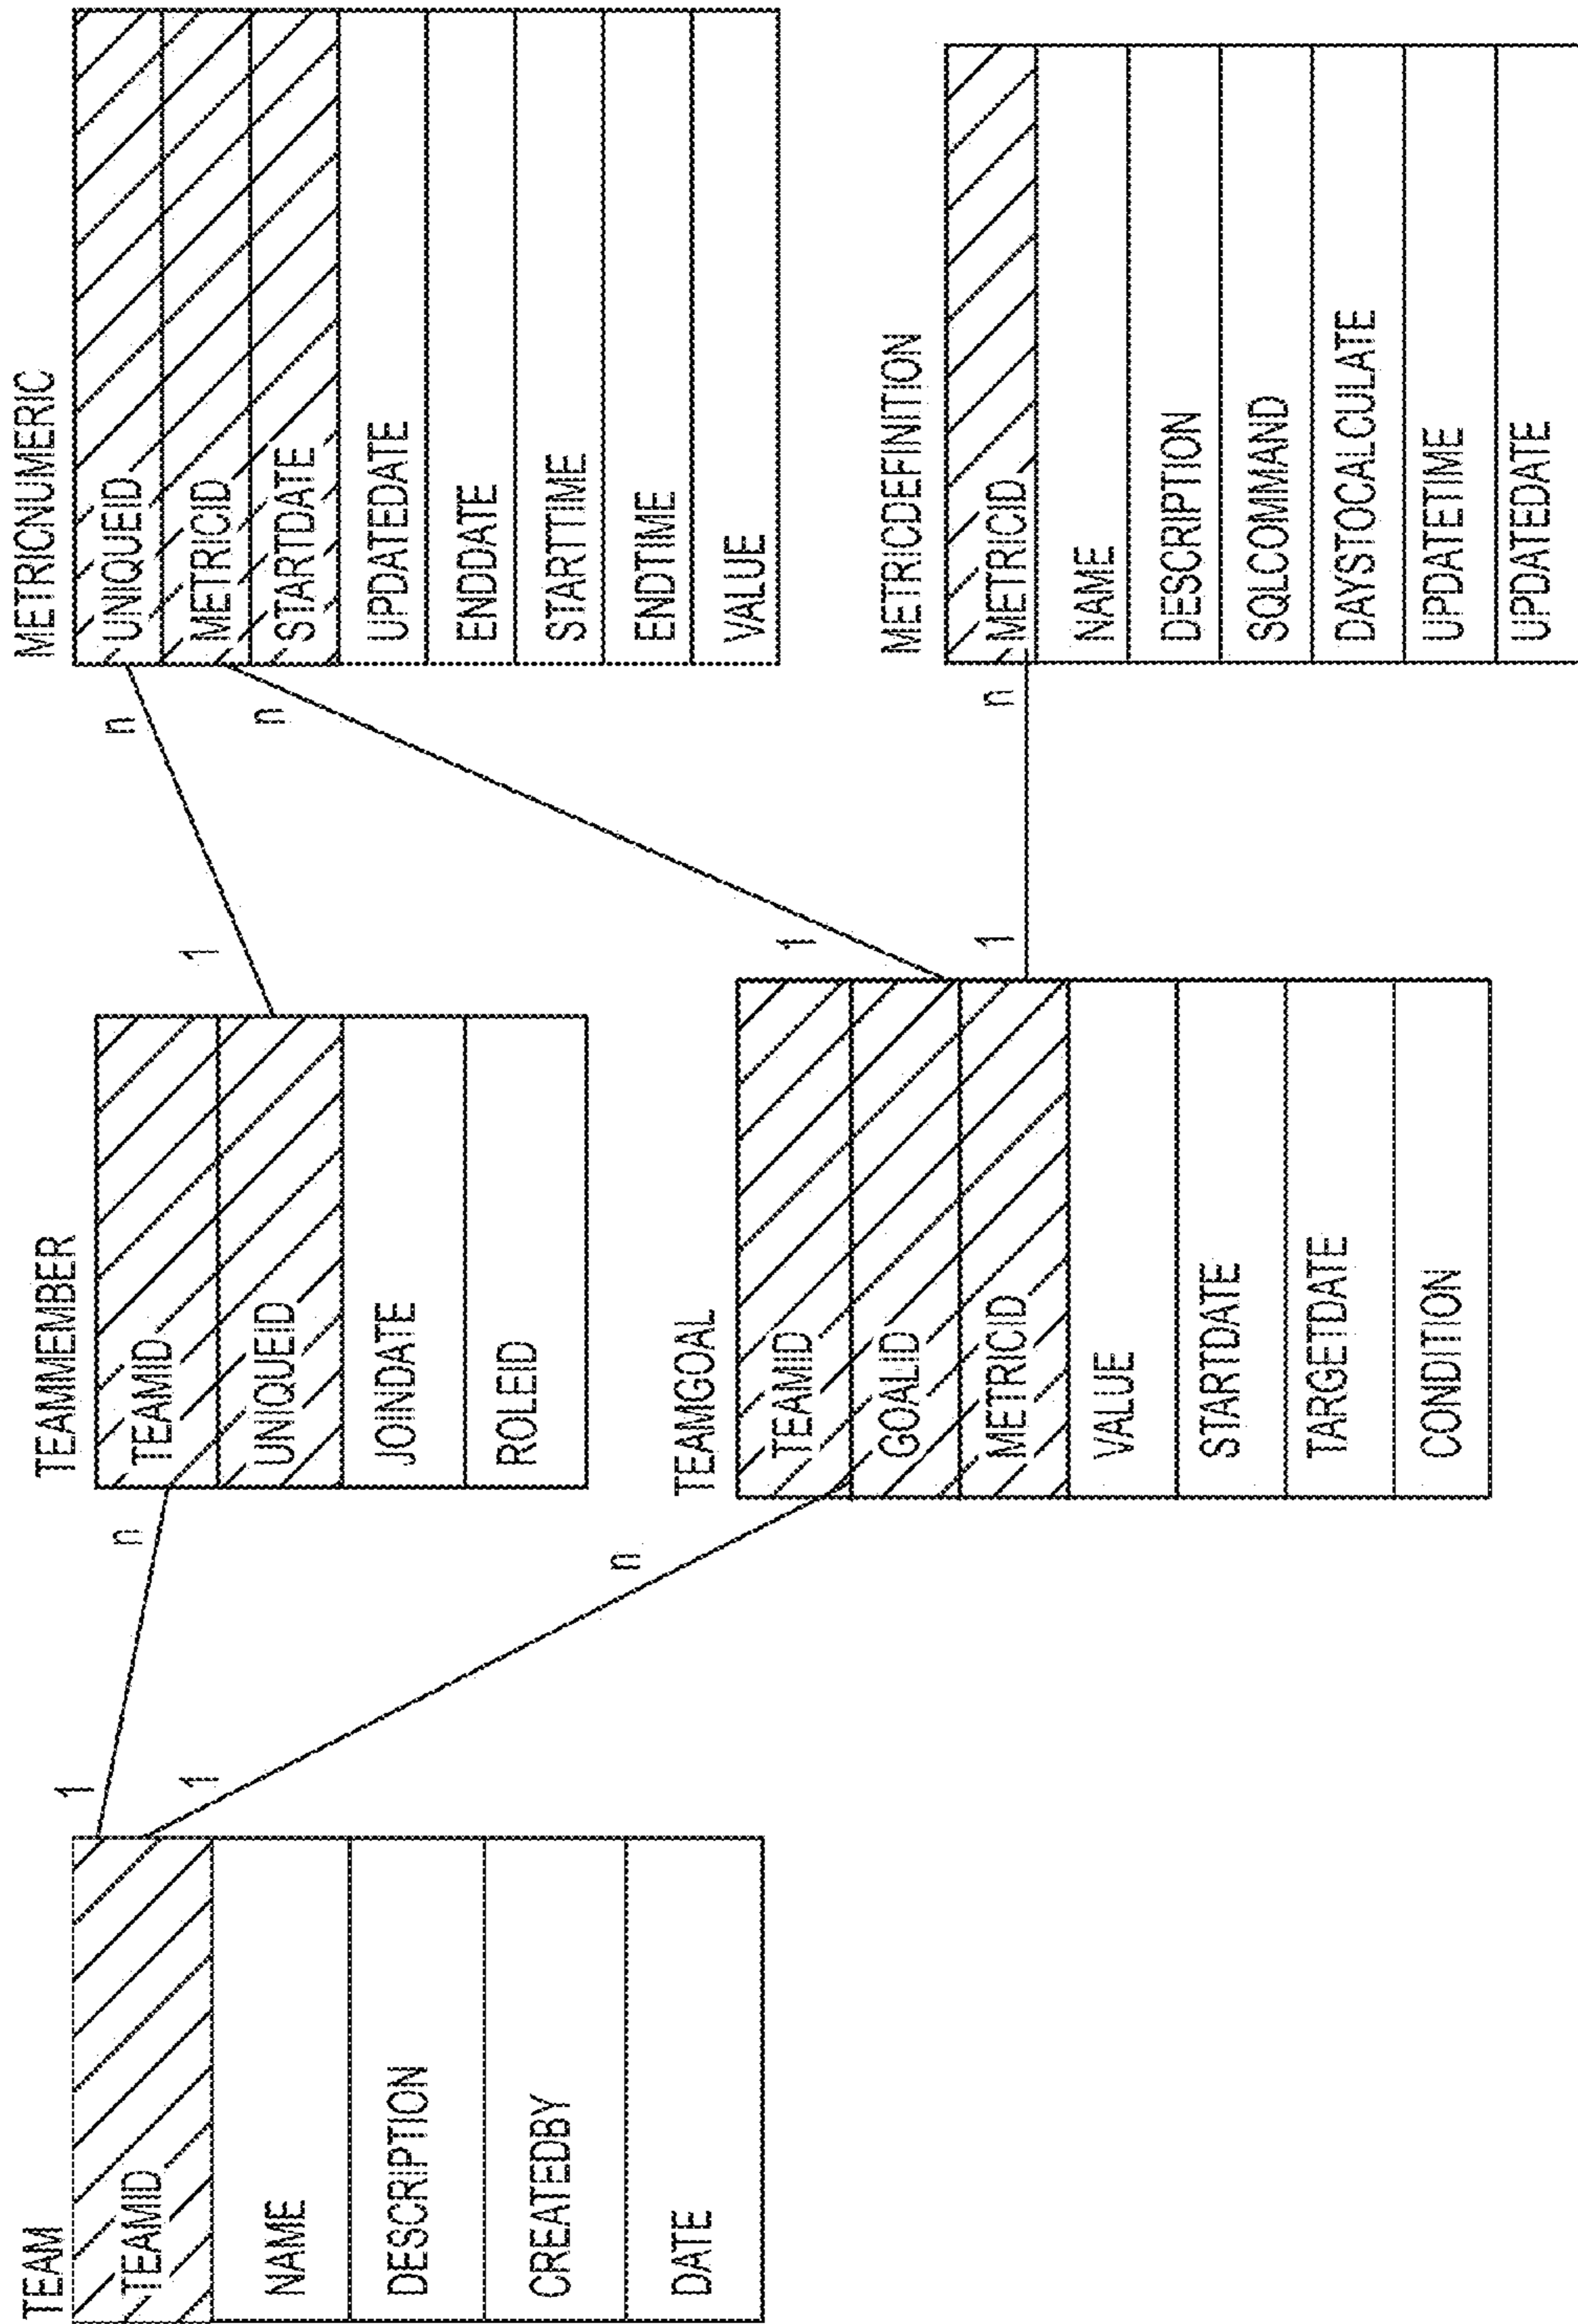 TEAM
TEAMID
NAME
DESCRIPTION
CREATEDBY
DATE
1
1
n
n
TEAMMEMBER
TEAMID
UNIQUEID
JOINDATE
ROLEID
TEAMGOAL
TEAMID
GOALID
METRICID
VALUE
STARTDATE
TARGETDATE
CONDITION
1
1
1
n
n
n
METRICNUMERIC
UNIQUEID
METRICID
STARTDATE
UPDATEDATE
ENDDATE
STARTTIME
ENDTIME
VALUE
METRICDEFINITION
METRICID
NAME
DESCRIPTION
SQLCOMMAND
DAYSTOCALCULATE
UPDATETIME
UPDATEDATE